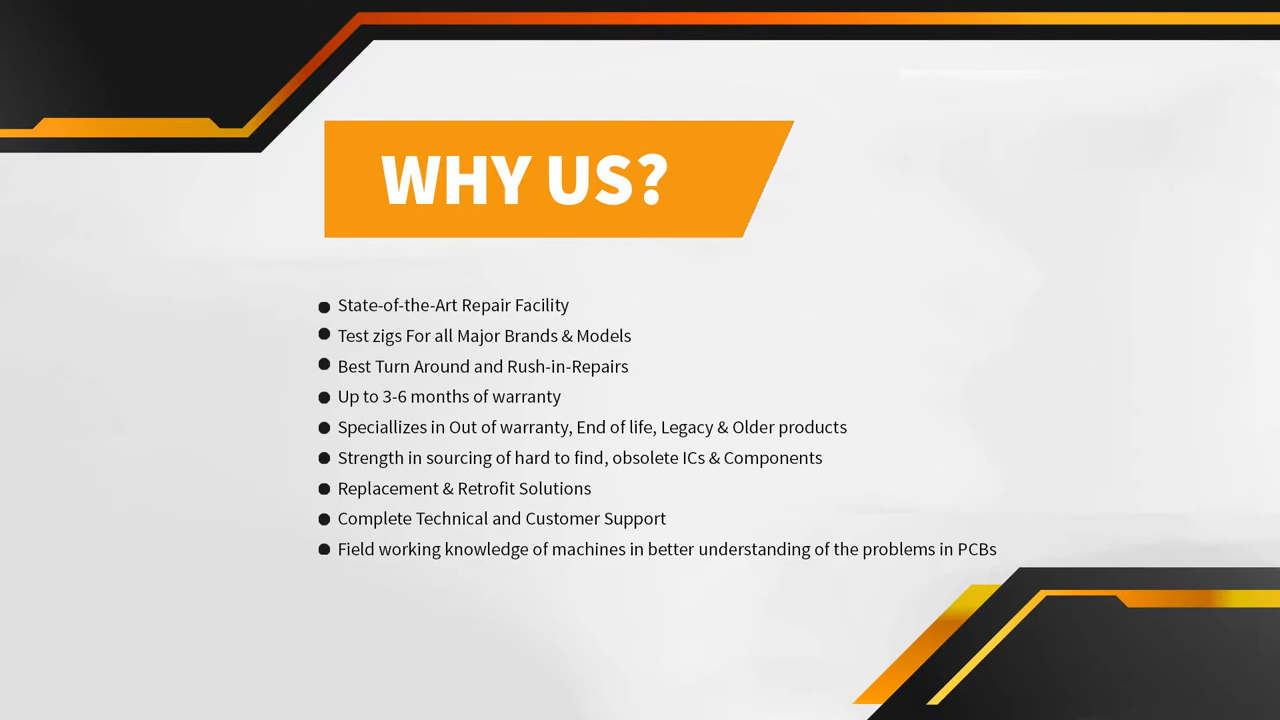 WHY US?
State-of-the-Art Repair Facility
Test zigs For all Major Brands & Models
Best Turn Around and Rush-in-Repairs
Up to 3-6 months of warranty
Speciallizes in Out of warranty, End of life, Legacy & Older products
Strength in sourcing of hard to find, obsolete ICs & Components
Replacement & Retrofit Solutions
Complete Technical and Customer Support
Field working knowledge of machines in better understanding of the problems in PCBs